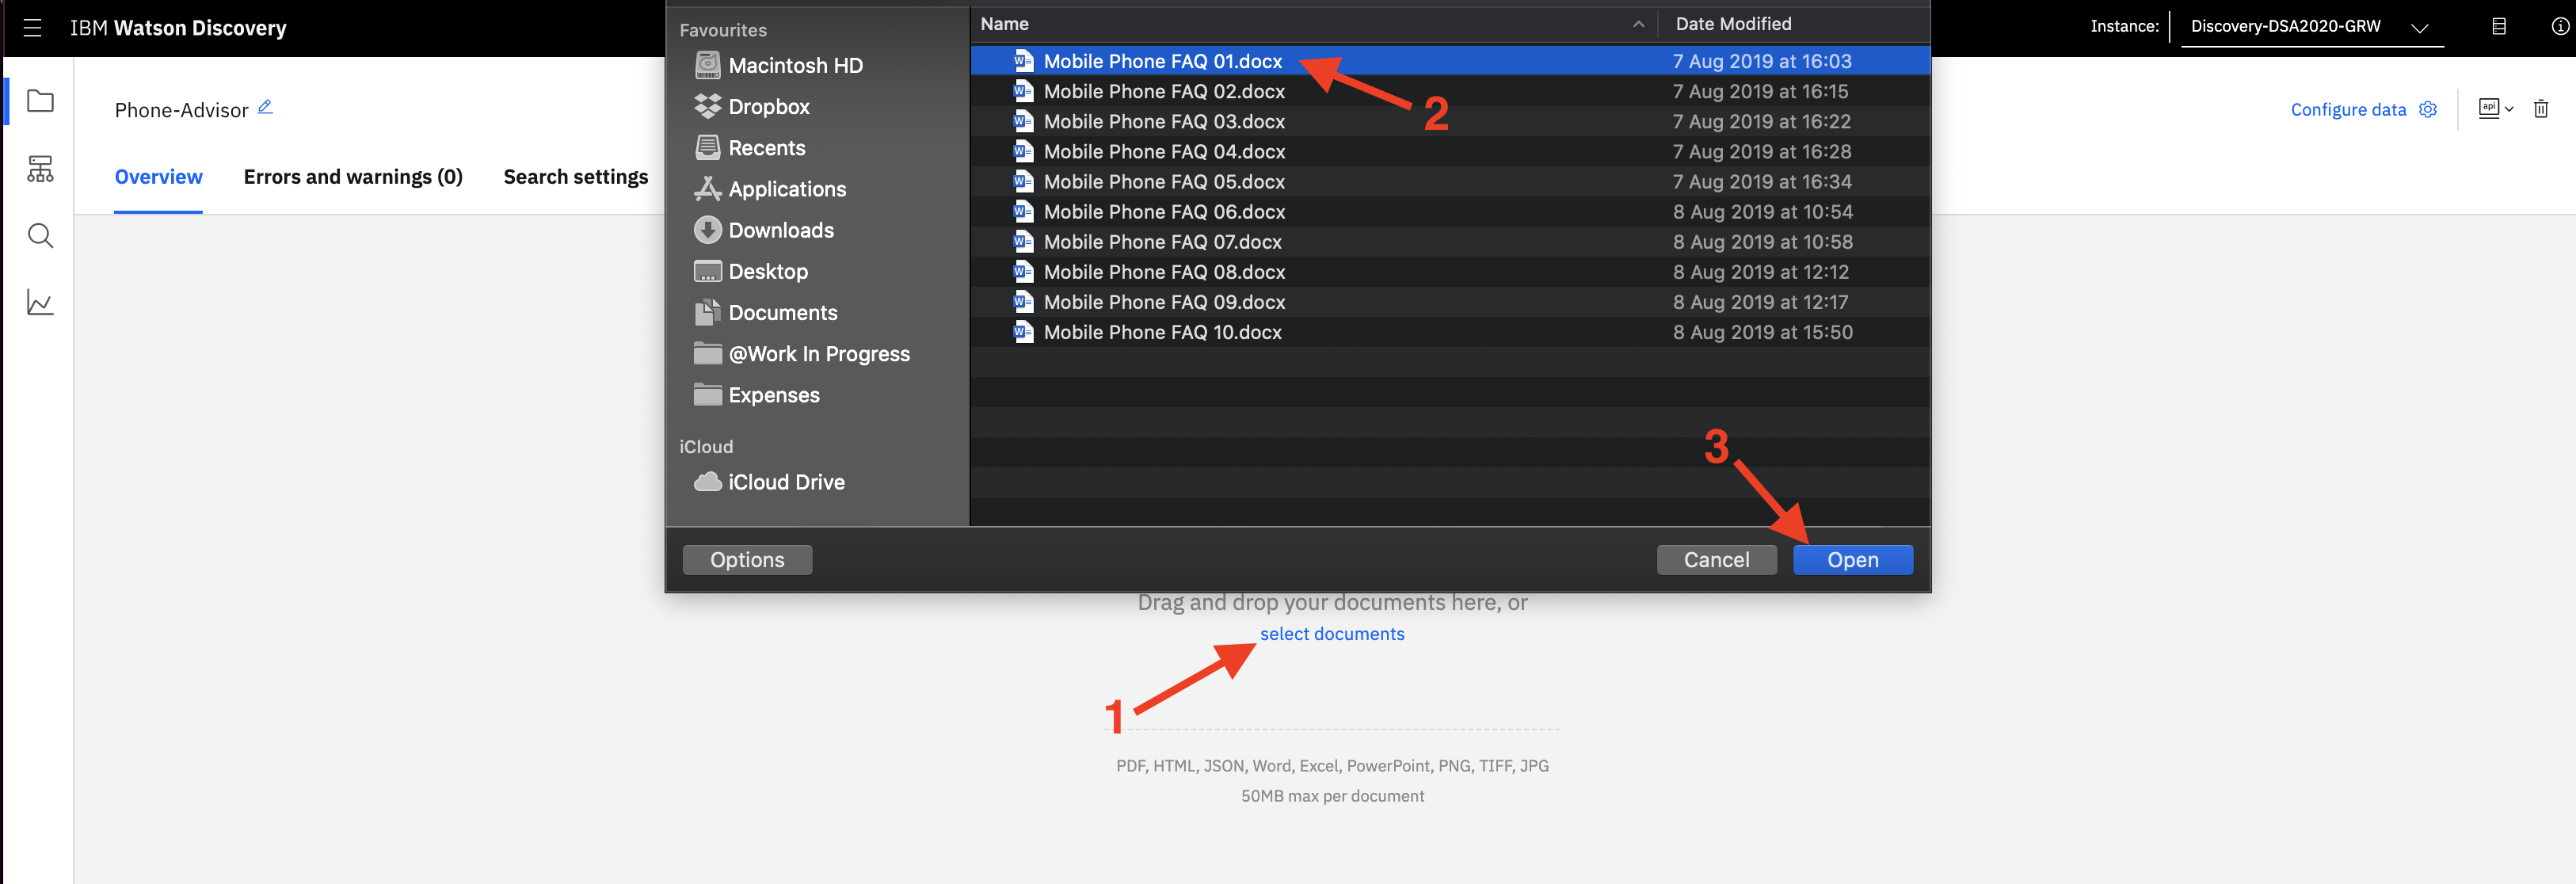 IBM Watson Discovery
Instance: Discovery-DSA2020-GRW
Phone-Advisor
Configure data
api
Overview Errors and warnings (0) Search settings
Favourites
Macintosh HD
Dropbox
Recents
Applications
Downloads
Desktop
Documents
@Work In Progress
Expenses
iCloud
iCloud Drive
Name Date Modified
Mobile Phone FAQ 01.docx 7 Aug 2019 at 16:03
Mobile Phone FAQ 02.docx 7 Aug 2019 at 16:15
Mobile Phone FAQ 03.docx 7 Aug 2019 at 16:22
Mobile Phone FAQ 04.docx 7 Aug 2019 at 16:28
Mobile Phone FAQ 05.docx 7 Aug 2019 at 16:34
Mobile Phone FAQ 06.docx 8 Aug 2019 at 10:54
Mobile Phone FAQ 07.docx 8 Aug 2019 at 10:58
Mobile Phone FAQ 08.docx 8 Aug 2019 at 12:12
Mobile Phone FAQ 09.docx 8 Aug 2019 at 12:17
Mobile Phone FAQ 10.docx 8 Aug 2019 at 15:50
2
3
Options Cancel Open
Drag and drop your documents here, or
select documents
1
PDF, HTML, JSON, Word, Excel, PowerPoint, PNG, TIFF, JPG
50MB max per document